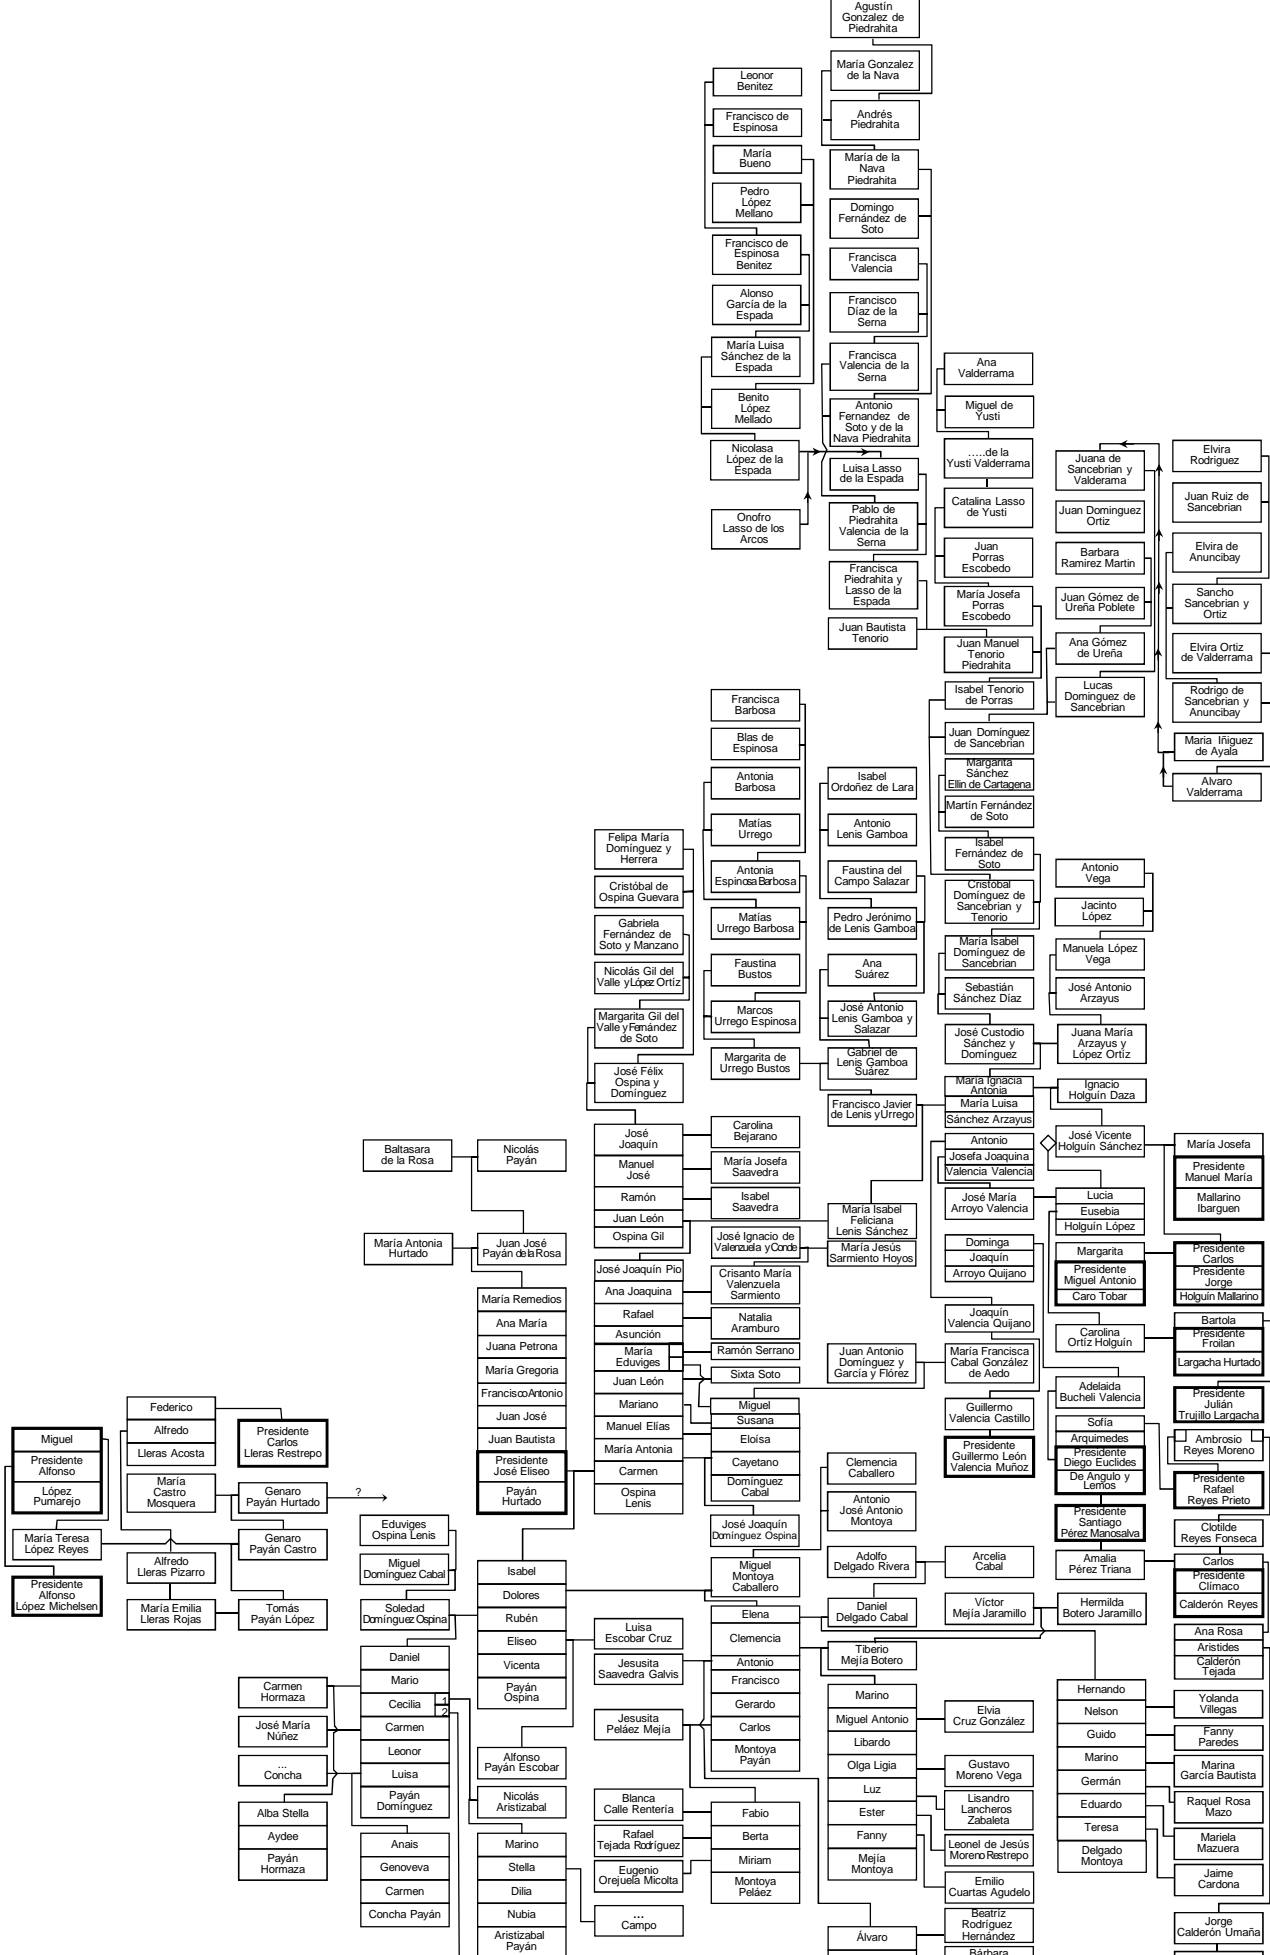 Agustín
Gonzalez de
Piedrahita
María Gonzalez
de la Nava
Andrés
Piedrahita
María de la
Nava
Piedrahita
Domingo
Fernández de
Soto
Francisca
Valencia
Francisco
Díaz de la
Serna
Francisca
Valencia de la
Serna
Antonio
Fernandez de
Soto y de la
Nava Piedrahita
Luisa Lasso
de la Espada
Pablo de
Piedrahita
Valencia de la
Serna
Francisca
Piedrahita y
Lasso de la
Espada
Juan Bautista
Tenorio
Leonor
Benitez
Francisco de
Espinosa
María
Bueno
Pedro
López
Mellano
Francisco de
Espinosa
Benitez
Alonso
García de la
Espada
María Luisa
Sánchez de la
Espada
Benito
López
Mellado
Nicolasa
López de la
Espada
Onofro
Lasso de los
Arcos
Ana
Valderrama
Miguel de
Yusti
.....de la
Yusti Valderrama
Catalina Lasso
de Yusti
Juan
Porras
Escobedo
María Josefa
Porras
Escobedo
Juan Manuel
Tenorio
Piedrahita
Isabel Tenorio
de Porras
Juan Domínguez
de Sancebrian
Margarita
Sánchez
Ellin de Cartagena
Martín Fernández
de Soto
Isabel
Fernández de
Soto
Cristóbal
Domínguez de
Sancebrian y
Tenorio
María Isabel
Domínguez de
Sancebrian
Sebastián
Sánchez Díaz
José Custodio
Sánchez y
Domínguez
María Ignacia
Antonia
María Luisa
Sánchez Arzayus
Juana de
Sancebrian y
Valderama
Juan Dominguez
Ortiz
Barbara
Ramirez Martin
Juan Gómez de
Ureña Poblete
Ana Gómez
de Ureña
Lucas
Dominguez de
Sancebrian
Elvira
Rodriguez
Juan Ruiz de
Sancebrian
Elvira de
Anuncibay
Sancho
Sancebrian y
Ortiz
Elvira Ortiz
de Valderrama
Rodrigo de
Sancebrian y
Anuncibay
Maria Iñiguez
de Ayala
Alvaro
Valderrama
Francisca
Barbosa
Blas de
Espinosa
Antonia
Barbosa
Matías
Urrego
Antonia
Espinosa Barbosa
Matías
Urrego Barbosa
Faustina
Bustos
Marcos
Urrego Espinosa
Margarita de
Urrego Bustos
Isabel
Ordoñez de Lara
Antonio
Lenis Gamboa
Faustina del
Campo Salazar
Pedro Jerónimo
de Lenis Gamboa
Ana
Suárez
José Antonio
Lenis Gamboa y
Salazar
Gabriel de
Lenis Gamboa
Suárez
Francisco Javier
de Lenis y Urrego
Antonio
Vega
Jacinto
López
Manuela López
Vega
José Antonio
Arzayus
Juana María
Arzayus y
López Ortiz
Ignacio
Holguín Daza
José Vicente
Holguín Sánchez
María Josefa
Presidente
Manuel María
Mallarino
Ibarguen
Felipa María
Domínguez y
Herrera
Cristóbal de
Ospina Guevara
Gabriela
Fernández de
Soto y Manzano
Nicolás Gil del
Valle y López Ortíz
Margarita Gil del
Valle y Fernández
de Soto
José Félix
Ospina y
Domínguez
José
Joaquín
Manuel
José
Ramón
Juan León
Ospina Gil
Carolina
Bejarano
María Josefa
Saavedra
Isabel
Saavedra
María Isabel
Feliciana
Lenis Sánchez
José Ignacio de
Valenzuela y Conde
María Jesús
Sarmiento Hoyos
Antonio
Josefa Joaquina
Valencia Valencia
José María
Arroyo Valencia
Dominga
Joaquín
Arroyo Quijano
Joaquín
Valencia Quijano
María Francisca
Cabal González
de Aedo
Guillermo
Valencia Castillo
Presidente
Guillermo León
Valencia Muñoz
Lucia
Eusebia
Holguín López
Margarita
Presidente
Miguel Antonio
Caro Tobar
Presidente
Carlos
Presidente
Jorge
Holguín Mallarino
Carolina
Ortíz Holguín
Bartola
Presidente
Froilan
Largacha Hurtado
Adelaida
Bucheli Valencia
Presidente
Julián
Trujillo Largacha
Sofía
Arquimedes
Presidente
Diego Euclides
De Angulo y
Lemos
Ambrosio
Reyes Moreno
Presidente
Rafael
Reyes Prieto
Presidente
Santiago
Pérez Manosalva
Clotilde
Reyes Fonseca
Amalia
Pérez Triana
Carlos
Presidente
Clímaco
Calderón Reyes
Ana Rosa
Aristides
Calderón
Tejada
Baltasara
de la Rosa
Nicolás
Payán
María Antonia
Hurtado
Juan José
Payán de la Rosa
María Remedios
Ana María
Juana Petrona
María Gregoria
Francisco Antonio
Juan José
Juan Bautista
Presidente
José Eliseo
Payán
Hurtado
José Joaquín Pio
Ana Joaquina
Rafael
Asunción
María
Eduviges
Juan León
Mariano
Manuel Elías
María Antonia
Carmen
Ospina
Lenis
Crisanto María
Valenzuela
Sarmiento
Natalia
Aramburo
Ramón Serrano
Sixta Soto
Miguel
Susana
Eloísa
Cayetano
Domínguez
Cabal
Juan Antonio
Domínguez y
García y Flórez
José Joaquín
Domínguez Ospina
Clemencia
Caballero
Antonio
José Antonio
Montoya
Miguel
Montoya
Caballero
Adolfo
Delgado Rivera
Arcelia
Cabal
Daniel
Delgado Cabal
Víctor
Mejía Jaramillo
Hermilda
Botero Jaramillo
Tiberio
Mejía Botero
Federico
Alfredo
Lleras Acosta
Presidente
Carlos
Lleras Restrepo
Miguel
Presidente
Alfonso
López
Pumarejo
María
Castro
Mosquera
Genaro
Payán Hurtado
?
María Teresa
López Reyes
Genaro
Payán Castro
Alfredo
Lleras Pizarro
Presidente
Alfonso
López Michelsen
María Emilia
Lleras Rojas
Tomás
Payán López
Eduviges
Ospina Lenis
Miguel
Domínguez Cabal
Soledad
Domínguez Ospina
Isabel
Dolores
Rubén
Eliseo
Vicenta
Payán
Ospina
Elena
Clemencia
Antonio
Francisco
Gerardo
Carlos
Montoya
Payán
Luisa
Escobar Cruz
Jesusita
Saavedra Galvis
Jesusita
Peláez Mejía
Daniel
Mario
Cecilia
1
2
Carmen
Leonor
Luisa
Payán
Domínguez
Carmen
Hormaza
José María
Núñez
...
Concha
Alba Stella
Aydee
Payán
Hormaza
Anais
Genoveva
Carmen
Concha Payán
Alfonso
Payán Escobar
Nicolás
Aristizabal
Marino
Stella
Dilia
Nubia
Aristizabal
Payán
Blanca
Calle Rentería
Rafael
Tejada Rodríguez
Eugenio
Orejuela Micolta
...
Campo
Fabio
Berta
Miriam
Montoya
Peláez
Marino
Miguel Antonio
Libardo
Olga Ligia
Luz
Ester
Fanny
Mejía
Montoya
Álvaro
Elvia
Cruz González
Gustavo
Moreno Vega
Lisandro
Lancheros
Zabaleta
Leonel de Jesús
Moreno Restrepo
Emilio
Cuartas Agudelo
Beatríz
Rodríguez
Hernández
Bárbara
Hernando
Nelson
Guido
Marino
Germán
Eduardo
Teresa
Delgado
Montoya
Yolanda
Villegas
Fanny
Paredes
Marina
García Bautista
Raquel Rosa
Mazo
Mariela
Mazuera
Jaime
Cardona
Jorge
Calderón Umaña